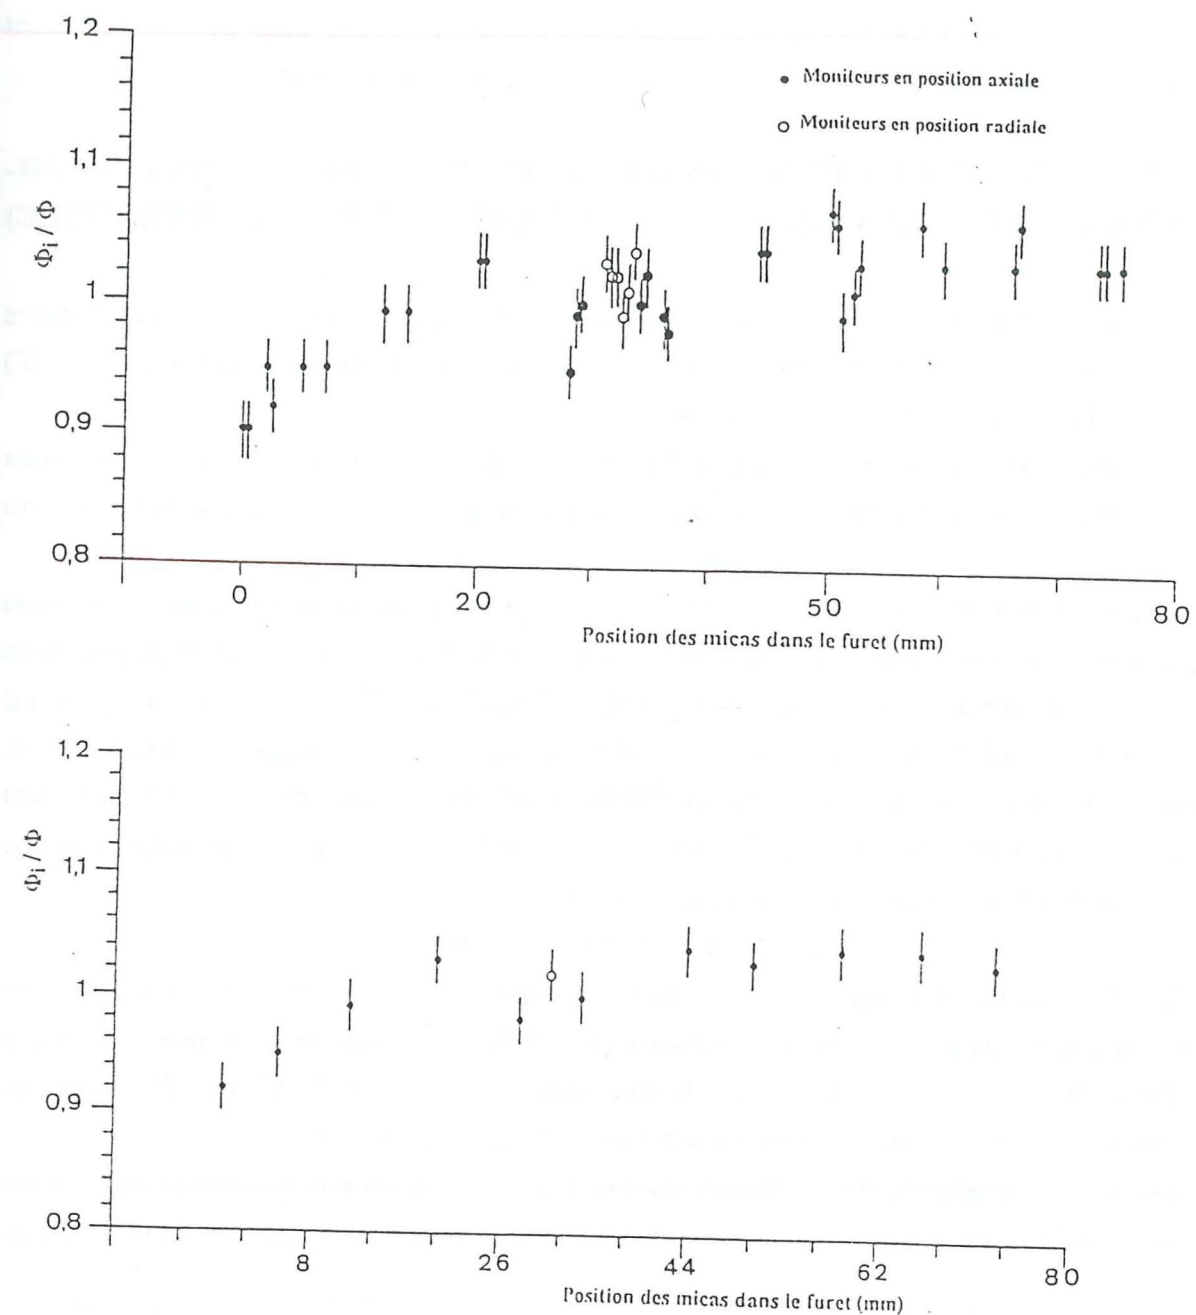 1,2
Moniteurs en position axiale
Moniteurs en position radiale
1,1
Φi / Φ
1
0,9
0,8
0 20 50 80
Position des micas dans le furet (mm)
1,2
Φi / Φ
1,1
1
0,9
0,8
8 26 44 62 80
Position des micas dans le furet (mm)